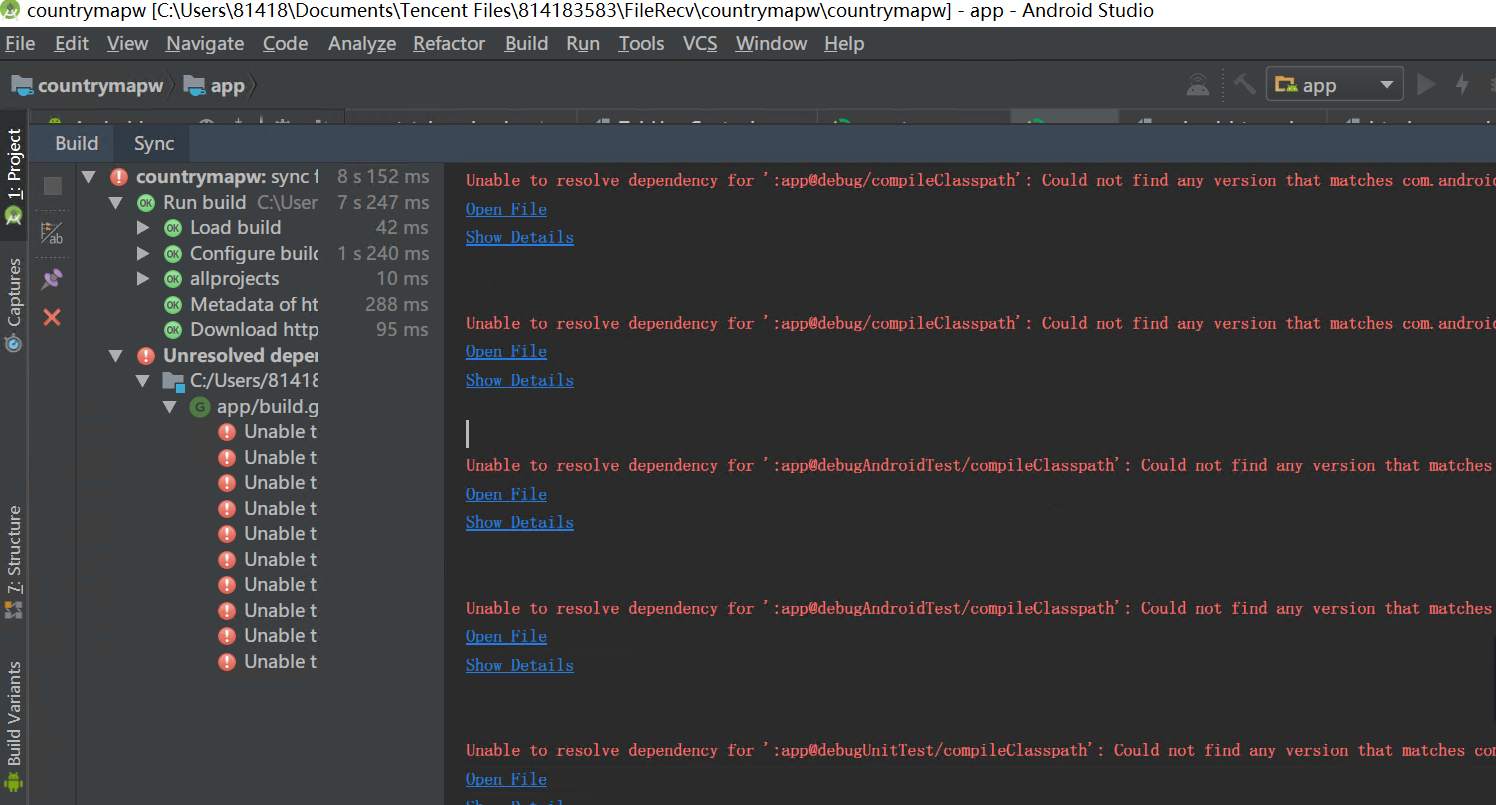 countrymapw [C:\Users\81418\Documents\Tencent Files\814183583\FileRecv\countrymapw\countrymapw] - app - Android Studio
File Edit View Navigate Code Analyze Refactor Build Run Tools VCS Window Help
countrymapw app app
Build Sync
1: Project
Captures
7: Structure
Build Variants
countrymapw: sync f 8 s 152 ms
Run build C:\User 7 s 247 ms
Load build 42 ms
Configure build 1 s 240 ms
allprojects 10 ms
Metadata of ht 288 ms
Download http 95 ms
Unresolved deper
C:/Users/81418
app/build.g
Unable t
Unable t
Unable t
Unable t
Unable t
Unable t
Unable t
Unable t
Unable t
Unable t
Unable to resolve dependency for ':app@debug/compileClasspath': Could not find any version that matches com.android
Open File
Show Details
Unable to resolve dependency for ':app@debug/compileClasspath': Could not find any version that matches com.android
Open File
Show Details
Unable to resolve dependency for ':app@debugAndroidTest/compileClasspath': Could not find any version that matches
Open File
Show Details
Unable to resolve dependency for ':app@debugAndroidTest/compileClasspath': Could not find any version that matches
Open File
Show Details
Unable to resolve dependency for ':app@debugUnitTest/compileClasspath': Could not find any version that matches com
Open File